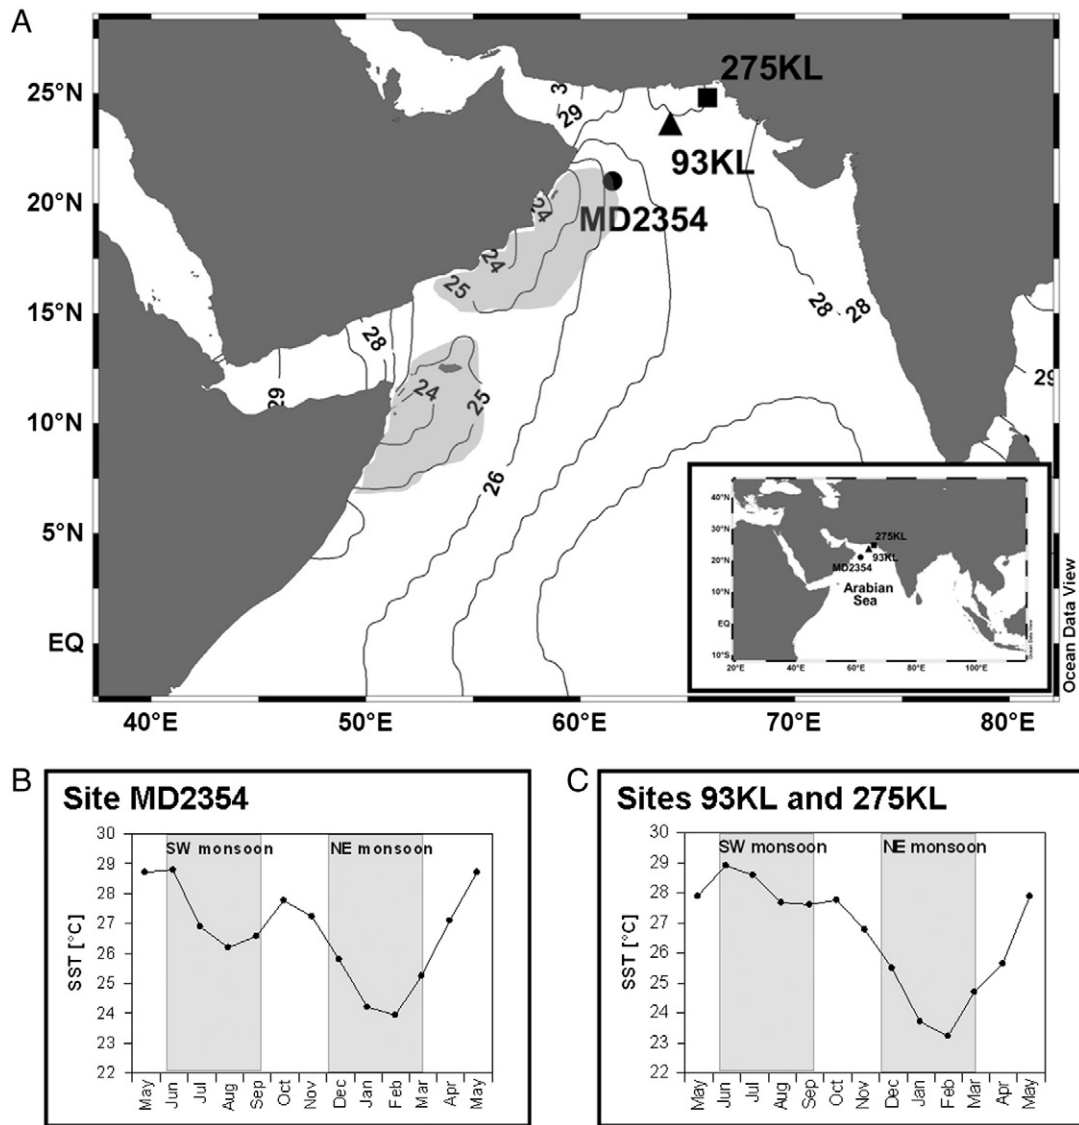 A
275KL
25°N
3
29
93KL
20°N
24
MD2354
24
25
15°N
28
28
28
29
29
24
25
10°N
26
5°N
EQ
40°E
50°E
60°E
70°E
80°E
40°N
30°N
20°N
10°N
EQ
10°S
275KL
93KL
MD2354
Arabian
Sea
20°E
40°E
60°E
80°E
100°E
Ocean Data View
Ocean Data View
B
Site MD2354
SW monsoon
NE monsoon
SST [°C]
30
29
28
27
26
25
24
23
22
May
Jun
Jul
Aug
Sep
Oct
Nov
Dec
Jan
Feb
Mar
Apr
May
C
Sites 93KL and 275KL
SW monsoon
NE monsoon
SST [°C]
30
29
28
27
26
25
24
23
22
May
Jun
Jul
Aug
Sep
Oct
Nov
Dec
Jan
Feb
Mar
Apr
May